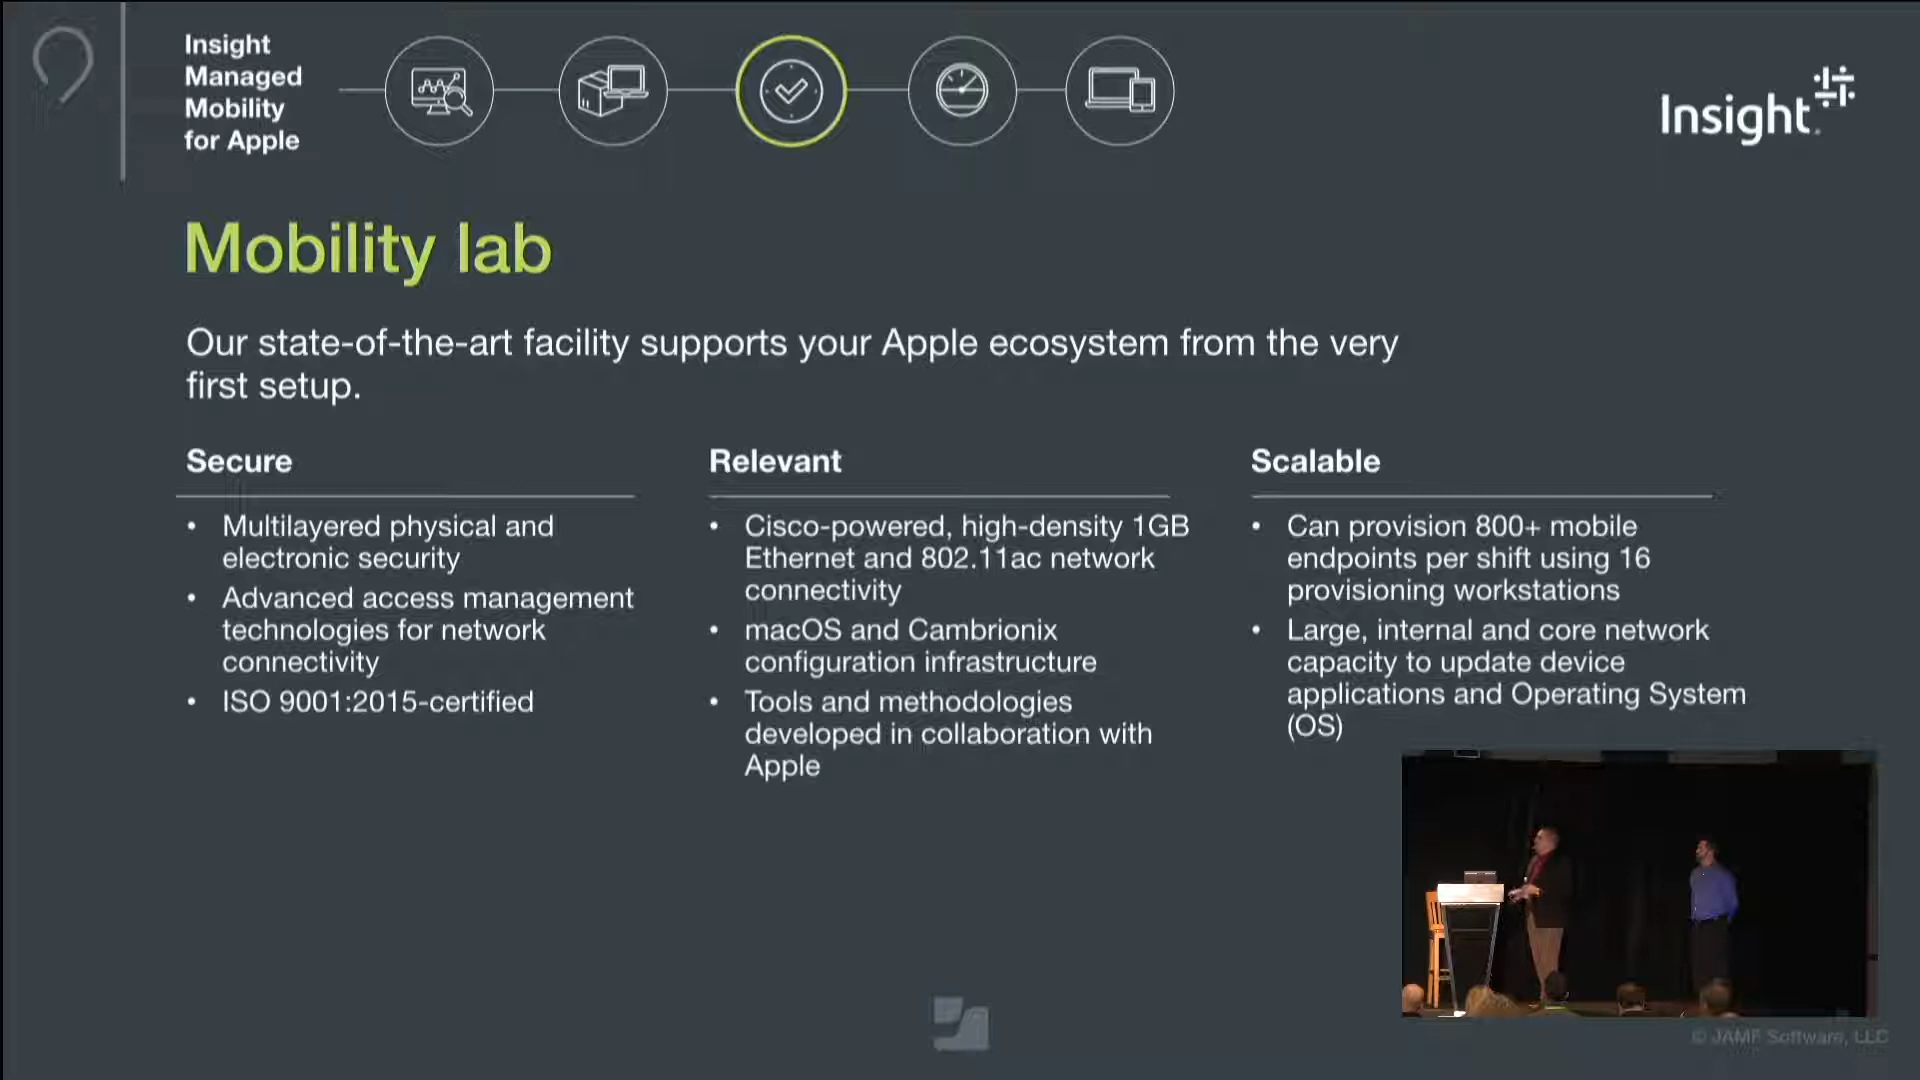 Insight
Managed
Mobility
for Apple
Insight
Mobility lab
Our state-of-the-art facility supports your Apple ecosystem from the very
first setup.
Secure
• Multilayered physical and
electronic security
• Advanced access management
technologies for network
connectivity
• ISO 9001:2015-certified
Relevant
• Cisco-powered, high-density 1GB
Ethernet and 802.11ac network
connectivity
• macOS and Cambrionix
configuration infrastructure
• Tools and methodologies
developed in collaboration with
Apple
Scalable
• Can provision 800+ mobile
endpoints per shift using 16
provisioning workstations
• Large, internal and core network
capacity to update device
applications and Operating System
(OS)
© JAMF Software, LLC